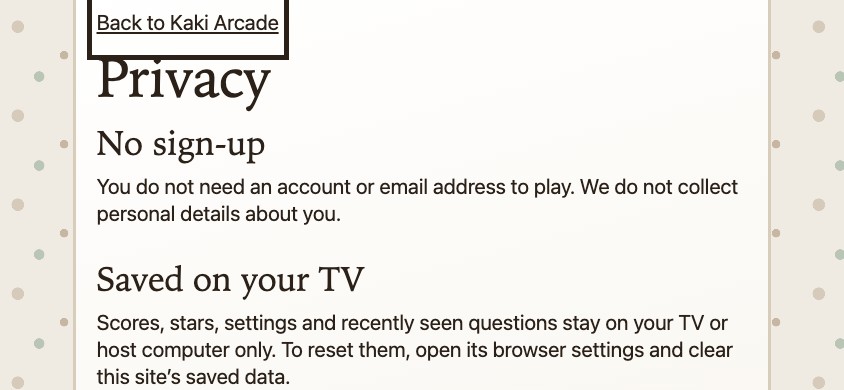 Back to Kaki Arcade
Privacy
No sign-up
You do not need an account or email address to play. We do not collect
personal details about you.
Saved on your TV
Scores, stars, settings and recently seen questions stay on your TV or
host computer only. To reset them, open its browser settings and clear
this site’s saved data.